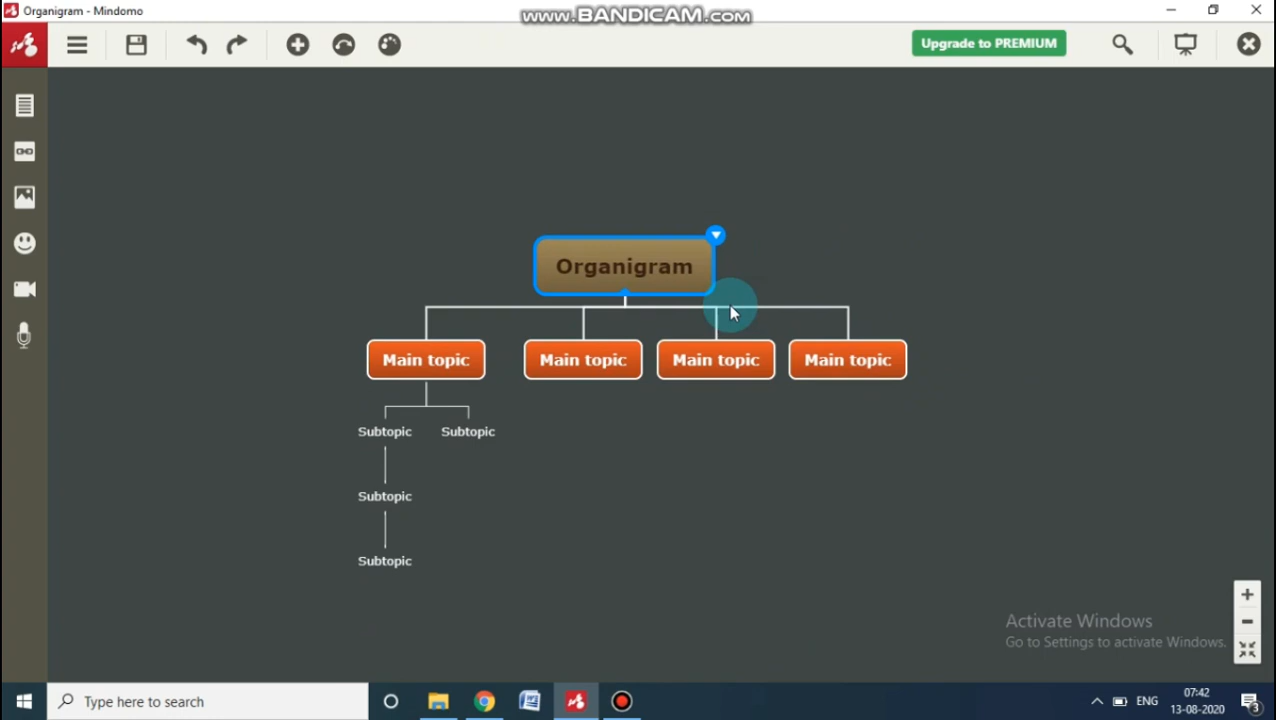 Organigram - Mindomo
www.BANDICAM.com
Upgrade to PREMIUM
Organigram
Main topic Main topic Main topic Main topic
Subtopic Subtopic
Subtopic
Subtopic
Activate Windows
Go to Settings to activate Windows.
Type here to search
ENG
07:42
13-08-2020
3